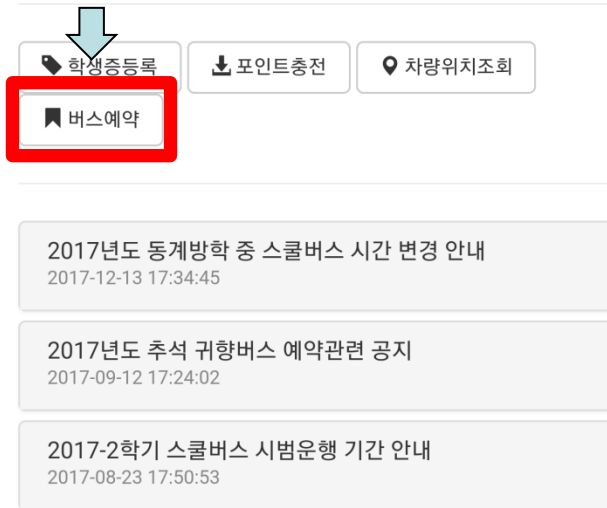 학생증등록 포인트충전 차량위치조회
버스예약
2017년도 동계방학 중 스쿨버스 시간 변경 안내
2017-12-13 17:34:45
2017년도 추석 귀향버스 예약관련 공지
2017-09-12 17:24:02
2017-2학기 스쿨버스 시범운행 기간 안내
2017-08-23 17:50:53